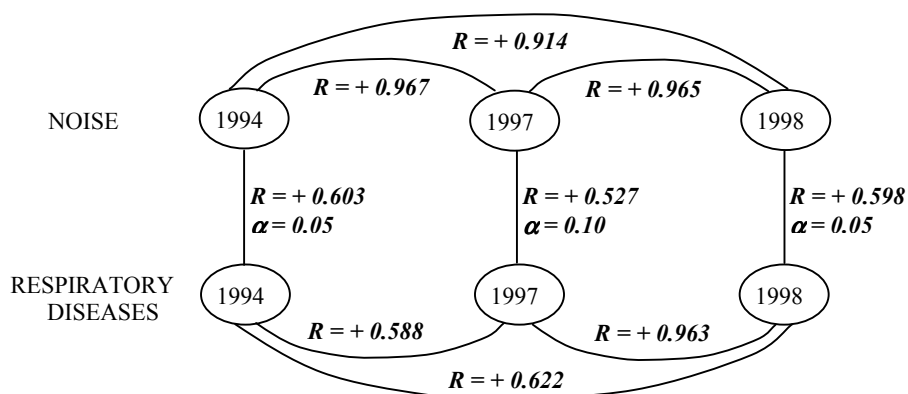 R = + 0.914
R = + 0.967
R = + 0.965
NOISE
1994
1997
1998
R = + 0.603
α = 0.05
R = + 0.527
α = 0.10
R = + 0.598
α = 0.05
RESPIRATORY
DISEASES
1994
1997
1998
R = + 0.588
R = + 0.963
R = + 0.622